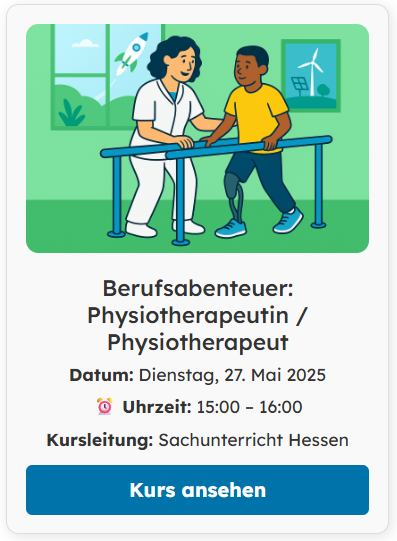 Berufsabenteuer:
Physiotherapeutin /
Physiotherapeut
Datum: Dienstag, 27. Mai 2025
⏰ Uhrzeit: 15:00 – 16:00
Kursleitung: Sachunterricht Hessen
Kurs ansehen